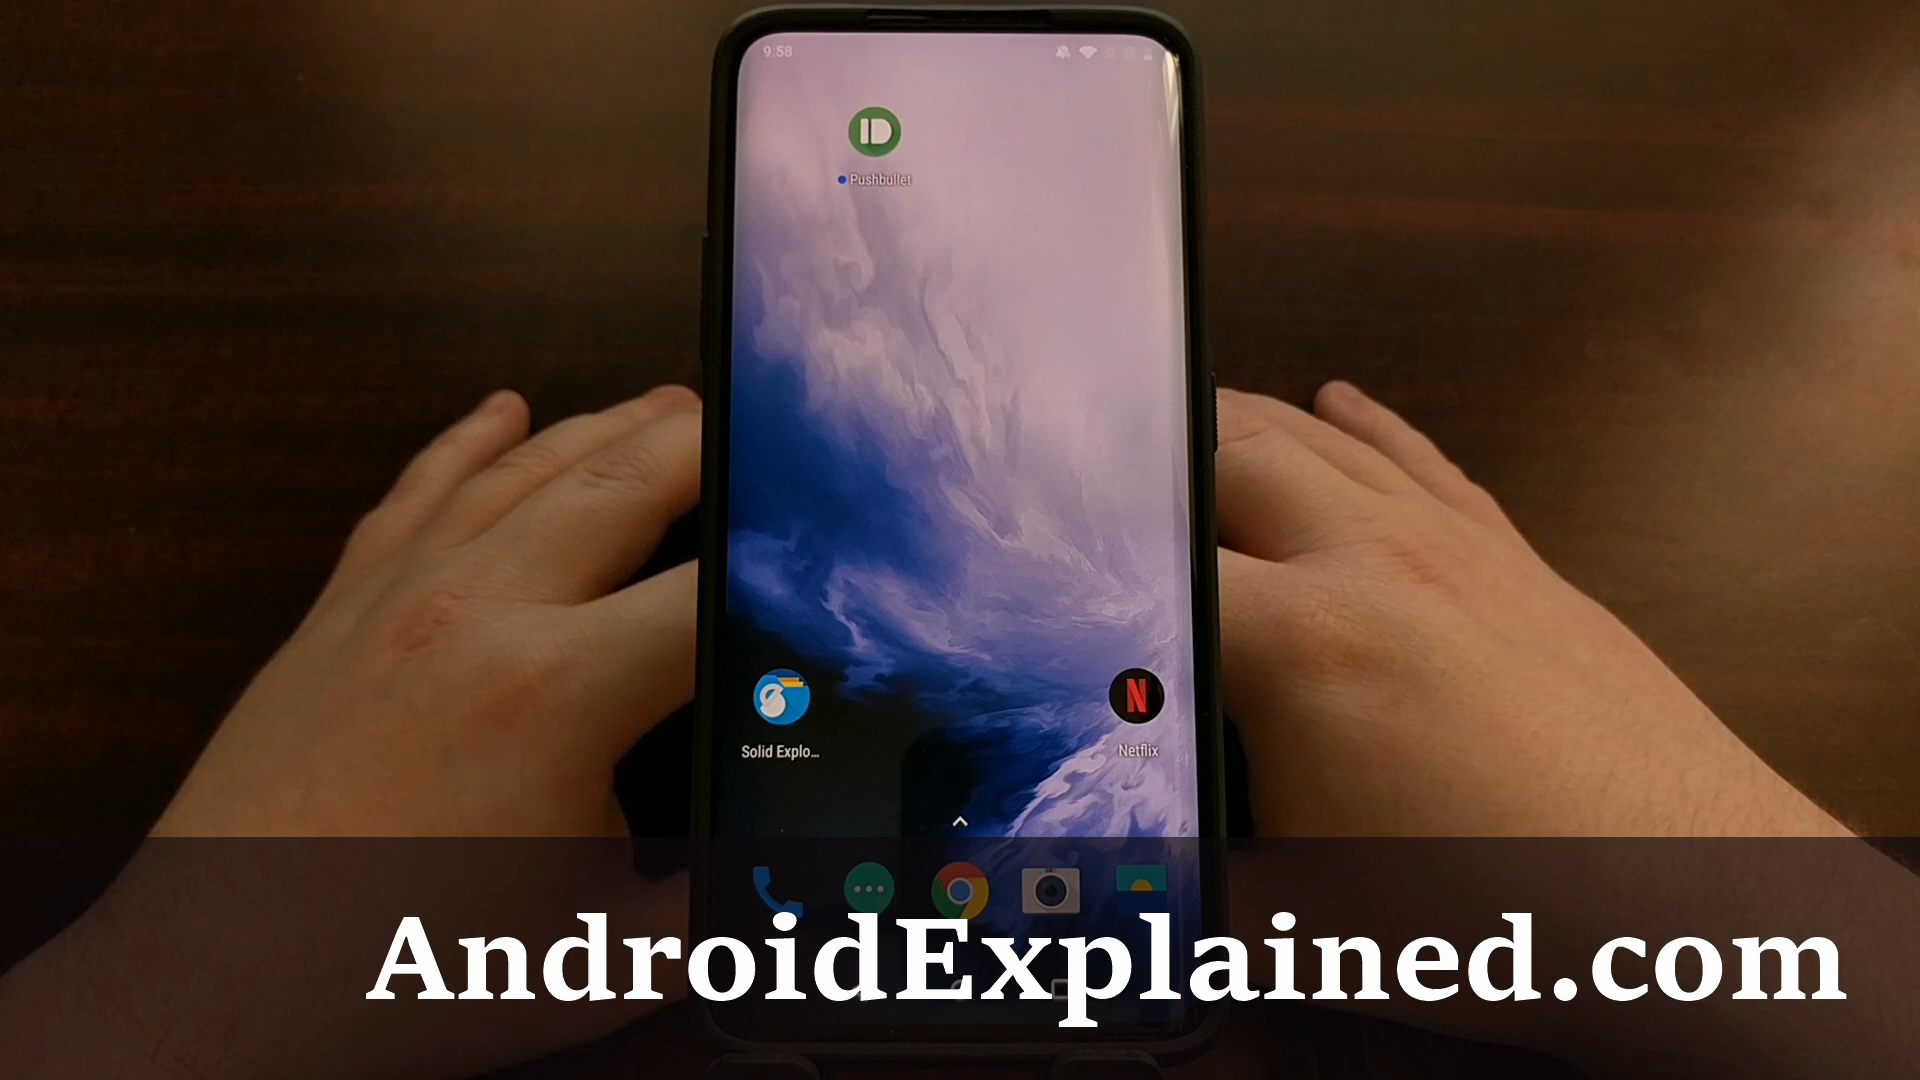 9:58
Pushbullet
Solid Explo...
Netflix
AndroidExplained.com